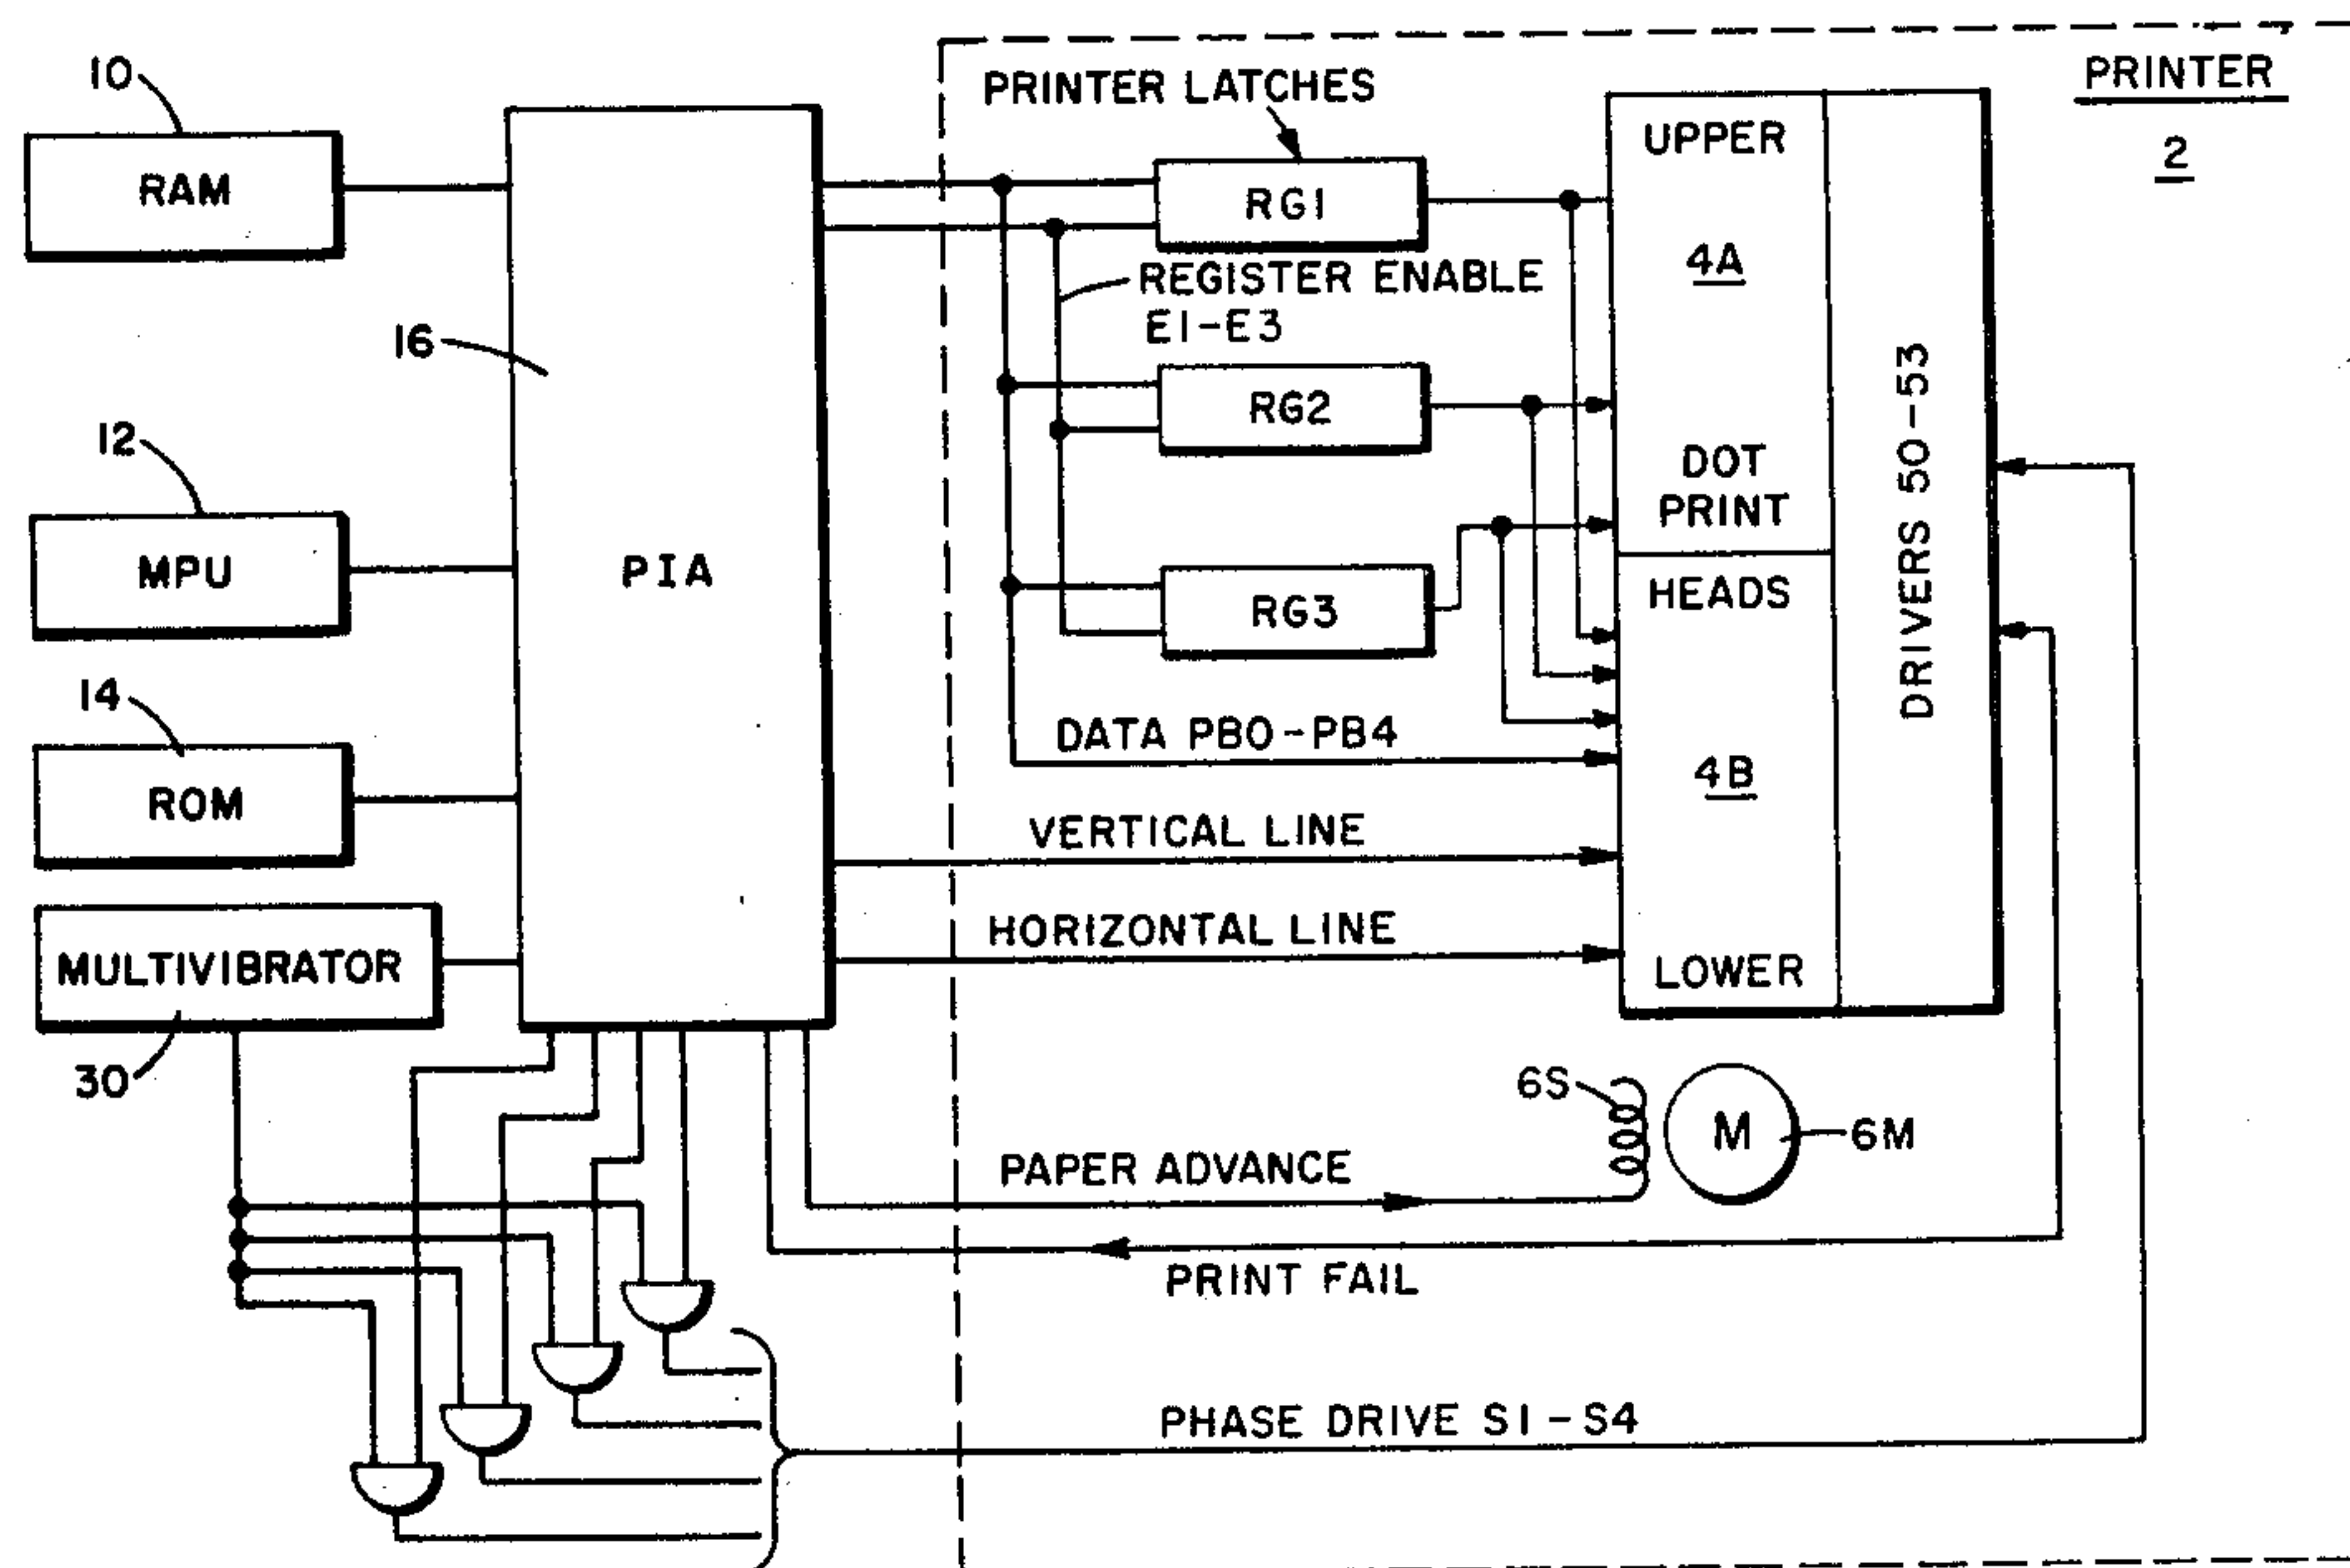 10
RAM
12
MPU
14
ROM
MULTIVIBRATOR
30
16
PIA
PRINTER LATCHES
RG1
REGISTER ENABLE
E1-E3
RG2
RG3
DATA PB0-PB4
VERTICAL LINE
HORIZONTAL LINE
PAPER ADVANCE
PRINT FAIL
PHASE DRIVE S1-S4
PRINTER
2
UPPER
4A
DOT
PRINT
HEADS
4B
LOWER
DRIVERS 50-53
6S
M
6M